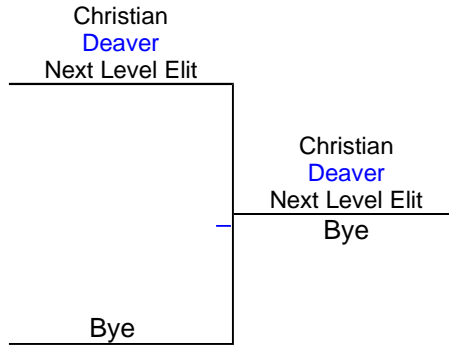 Christian
Deaver
Next Level Elit
Christian
Deaver
Next Level Elit
Bye
Bye